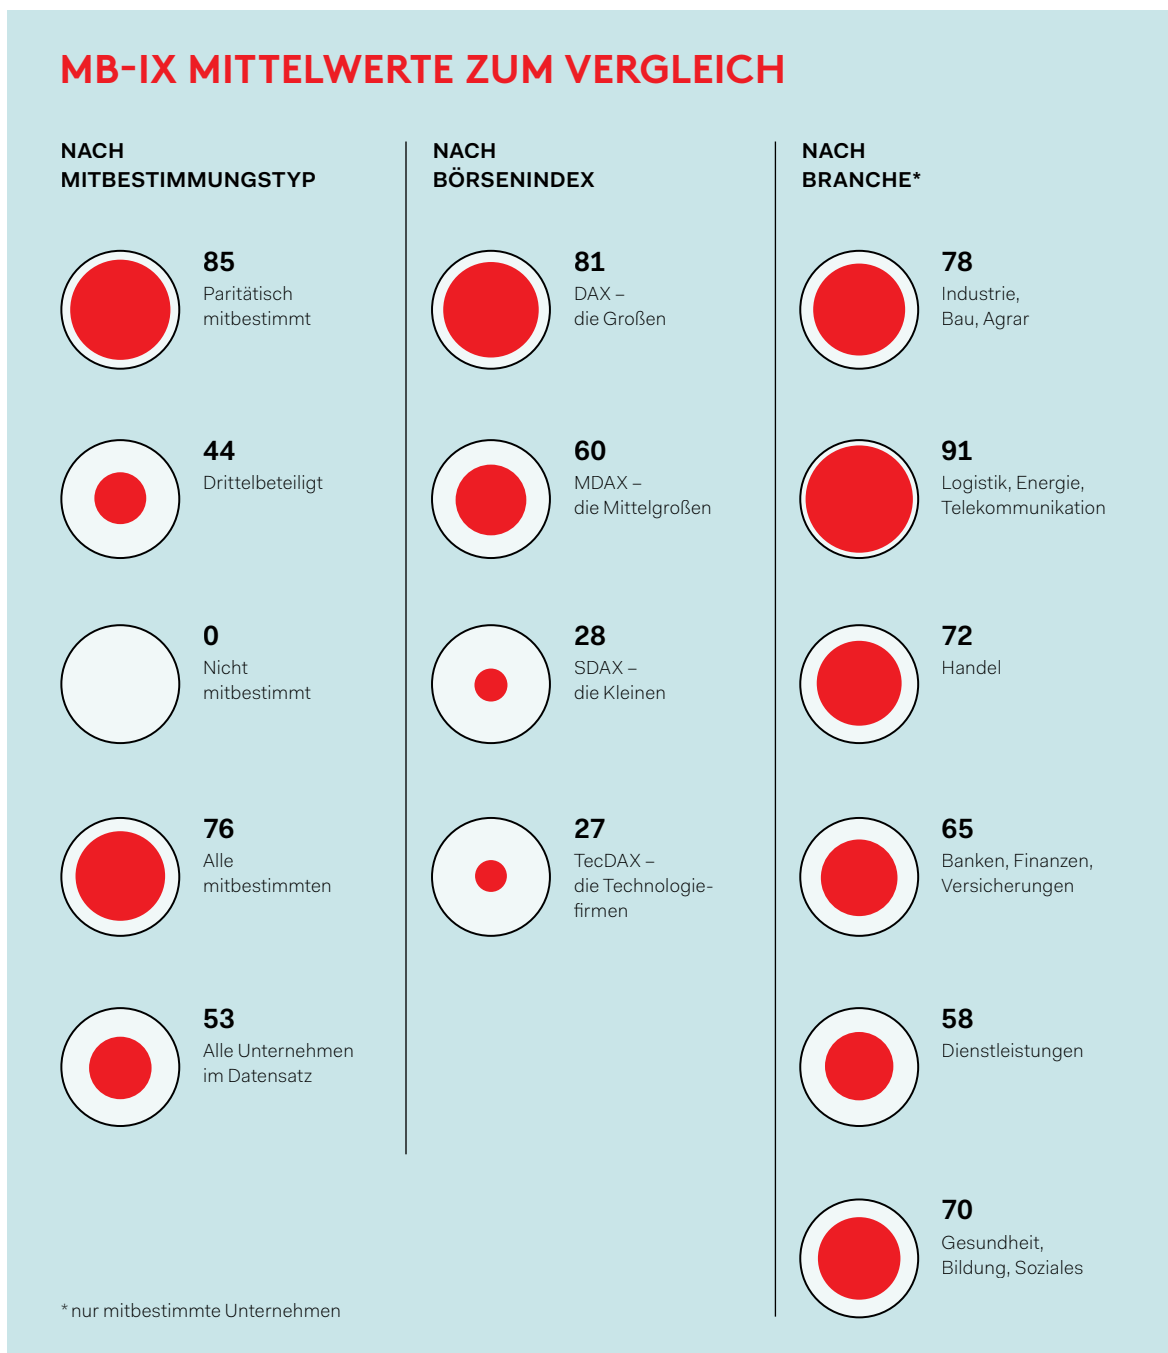 MB-IX MITTELWERTE ZUM VERGLEICH
NACH
MITBESTIMMUNGSTYP
85
Paritätisch
mitbestimmt
44
Drittelbeteiligt
0
Nicht
mitbestimmt
76
Alle
mitbestimmten
53
Alle Unternehmen
im Datensatz
NACH
BÖRSENINDEX
81
DAX –
die Großen
60
MDAX –
die Mittelgroßen
28
SDAX –
die Kleinen
27
TecDAX –
die Technologie-
firmen
NACH
BRANCHE*
78
Industrie,
Bau, Agrar
91
Logistik, Energie,
Telekommunikation
72
Handel
65
Banken, Finanzen,
Versicherungen
58
Dienstleistungen
70
Gesundheit,
Bildung, Soziales
* nur mitbestimmte Unternehmen